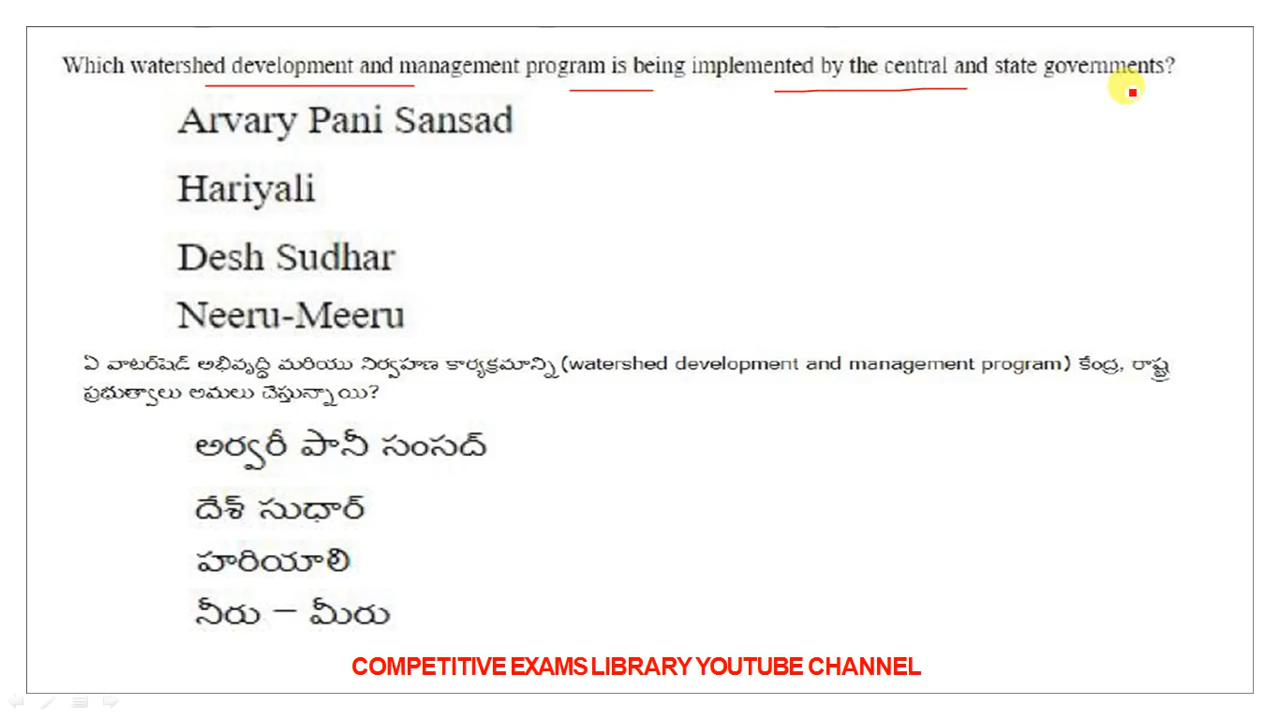 Which watershed development and management program is being implemented by the central and state governments?
Arvary Pani Sansad
Hariyali
Desh Sudhar
Neeru-Meeru
ఏ వాటర్‌షెడ్ అభివృద్ధి మరియు నిర్వహణ కార్యక్రమాన్ని (watershed development and management program) కేంద్ర, రాష్ట్ర
ప్రభుత్వాలు అమలు చేస్తున్నాయి?
అర్వరీ పానీ సంసద్
దేశ్ సుధార్
హరియాలి
నీరు – మీరు
COMPETITIVE EXAMS LIBRARY YOUTUBE CHANNEL